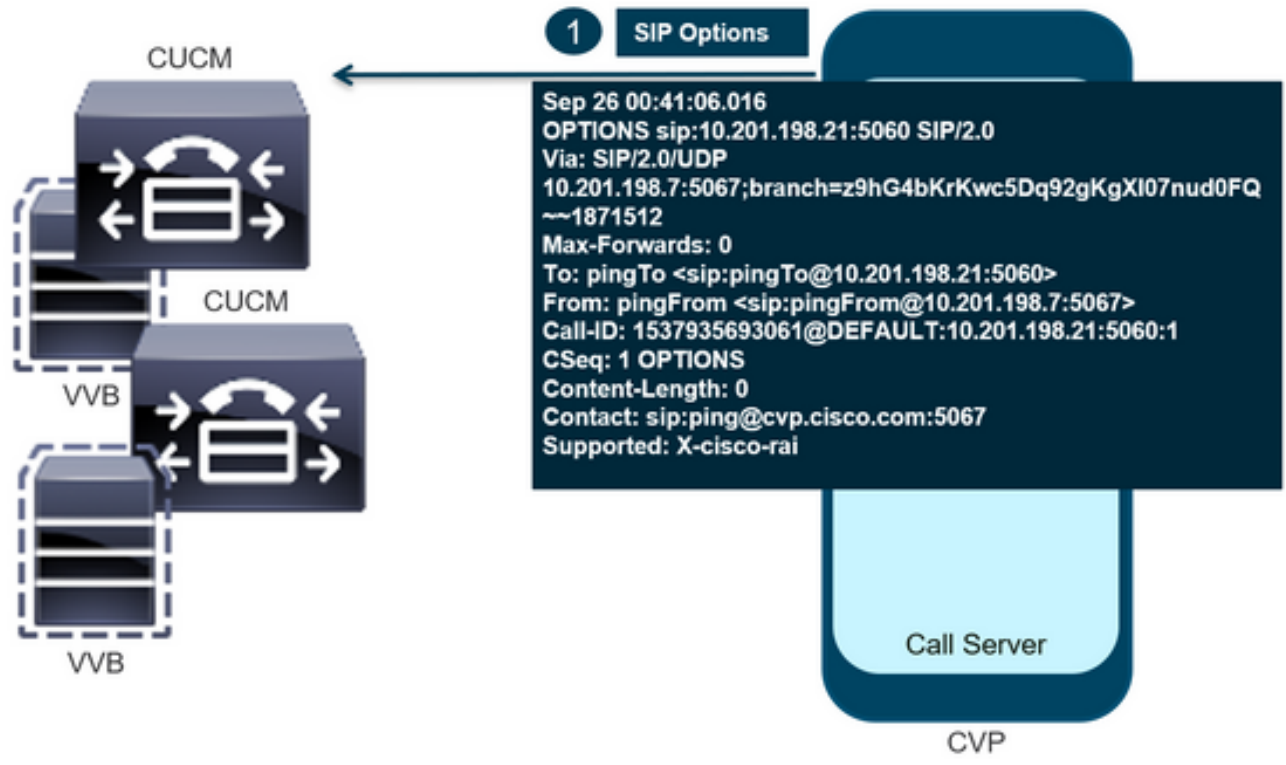 1 SIP Options
CUCM
Sep 26 00:41:06.016
OPTIONS sip:10.201.198.21:5060 SIP/2.0
Via: SIP/2.0/UDP
10.201.198.7:5067;branch=z9hG4bKrKwc5Dq92gKgXI07nud0FQ
~~1871512
Max-Forwards: 0
To: pingTo <sip:pingTo@10.201.198.21:5060>
From: pingFrom <sip:pingFrom@10.201.198.7:5067>
Call-ID: 1537935693061@DEFAULT:10.201.198.21:5060:1
CSeq: 1 OPTIONS
Content-Length: 0
Contact: sip:ping@cvp.cisco.com:5067
Supported: X-cisco-rai
CUCM
VVB
VVB
Call Server
CVP